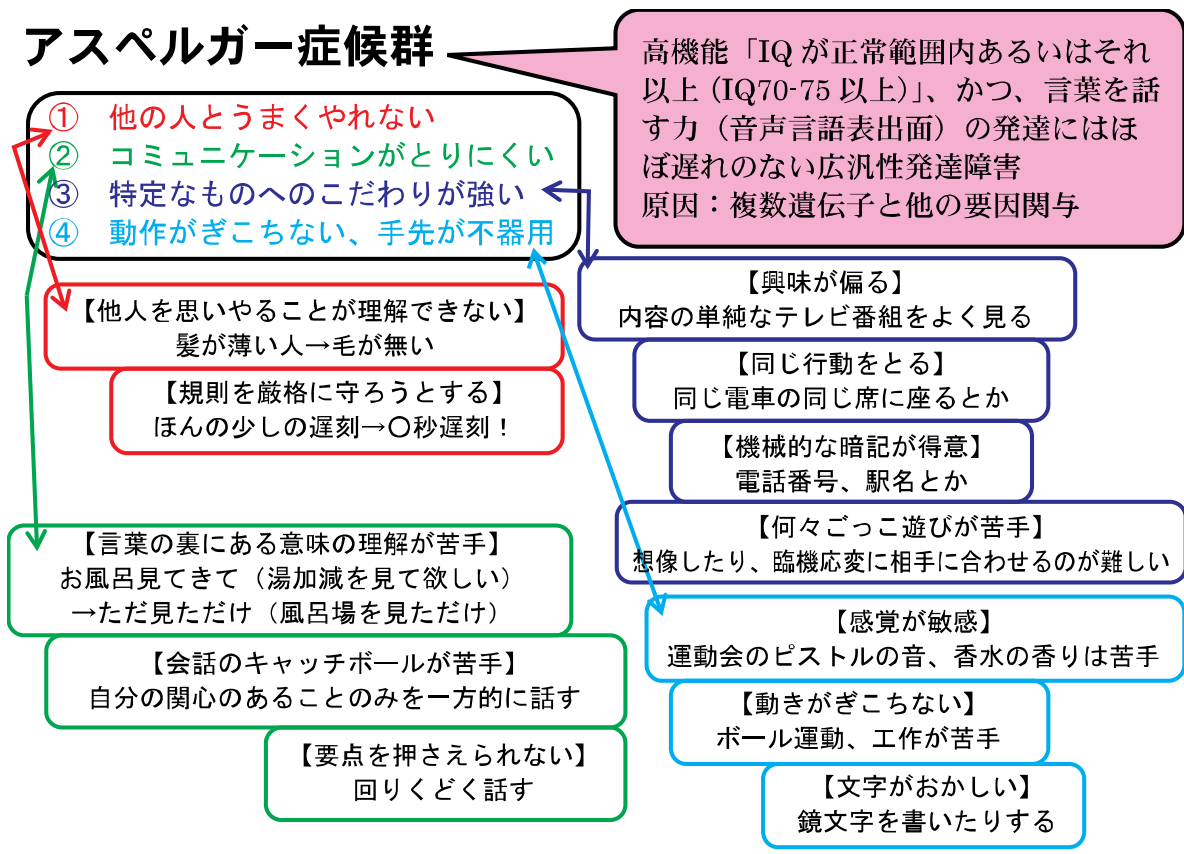 アスペルガー症候群
高機能「IQ が正常範囲内あるいはそれ
以上（IQ70-75 以上）」、かつ、言葉を話
す力（音声言語表出面）の発達にはほ
ぼ遅れのない広汎性発達障害
原因：複数遺伝子と他の要因関与
① 他の人とうまくやれない
② コミュニケーションがとりにくい
③ 特定なものへのこだわりが強い
④ 動作がぎこちない、手先が不器用
【他人を思いやることが理解できない】
髪が薄い人→毛が無い
【規則を厳格に守ろうとする】
ほんの少しの遅刻→〇秒遅刻！
【言葉の裏にある意味の理解が苦手】
お風呂見てきて（湯加減を見て欲しい）
→ただ見ただけ（風呂場を見ただけ）
【会話のキャッチボールが苦手】
自分の関心のあることのみを一方的に話す
【要点を押さえられない】
回りくどく話す
【興味が偏る】
内容の単純なテレビ番組をよく見る
【同じ行動をとる】
同じ電車の同じ席に座るとか
【機械的な暗記が得意】
電話番号、駅名とか
【何々ごっこ遊びが苦手】
想像したり、臨機応変に相手に合わせるのが難しい
【感覚が敏感】
運動会のピストルの音、香水の香りは苦手
【動きがぎこちない】
ボール運動、工作が苦手
【文字がおかしい】
鏡文字を書いたりする